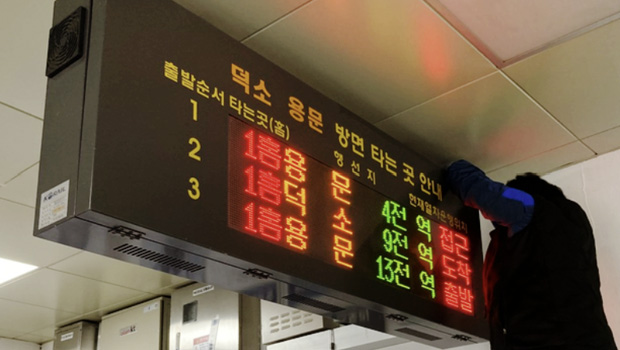 덕소 용문 방면 타는 곳 안내
출발순서 타는곳(홈) 행선지 현재열차운행위치
1 1홈 용문 4전역 접근
2 1홈 덕소 9전역 도착
3 1홈 용문 13전역 출발